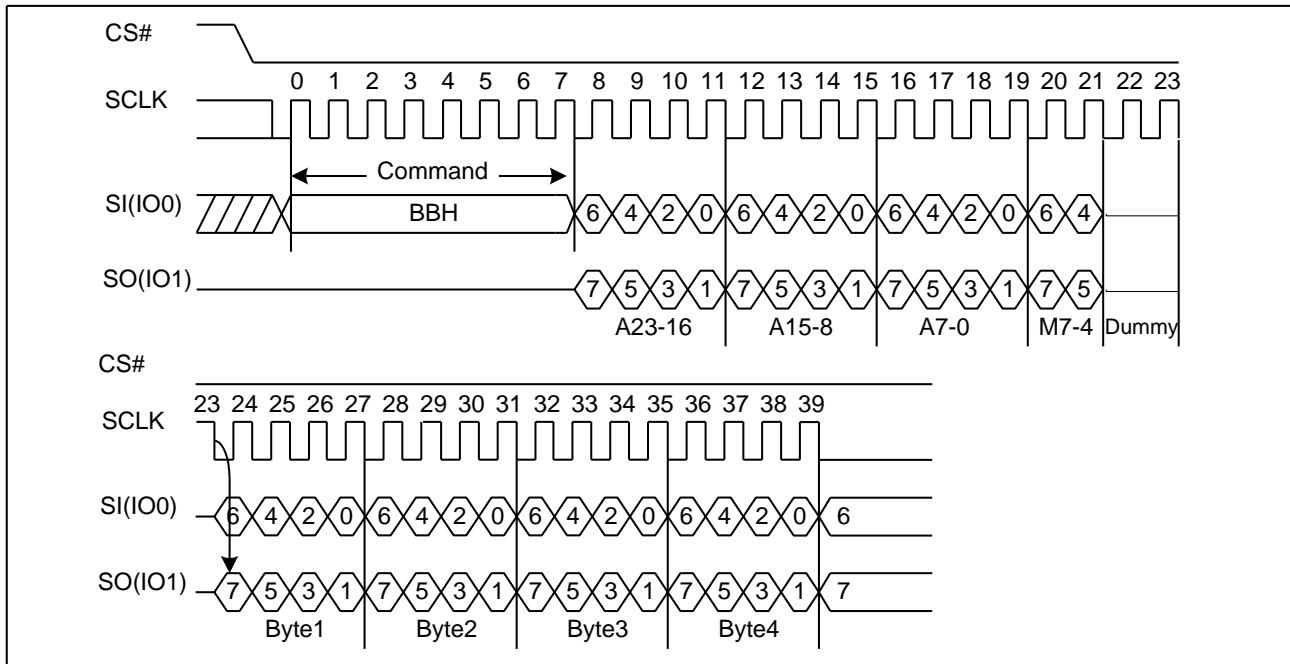 CS#
0 1 2 3 4 5 6 7 8 9 10 11 12 13 14 15 16 17 18 19 20 21 22 23
SCLK
Command
SI(IO0) BBH 6 4 2 0 6 4 2 0 6 4 2 0 6 4
SO(IO1) 7 5 3 1 7 5 3 1 7 5 3 1 7 5
A23-16 A15-8 A7-0 M7-4 Dummy
CS#
23 24 25 26 27 28 29 30 31 32 33 34 35 36 37 38 39
SCLK
SI(IO0) 6 4 2 0 6 4 2 0 6 4 2 0 6 4 2 0 6
SO(IO1) 7 5 3 1 7 5 3 1 7 5 3 1 7 5 3 1 7
Byte1 Byte2 Byte3 Byte4